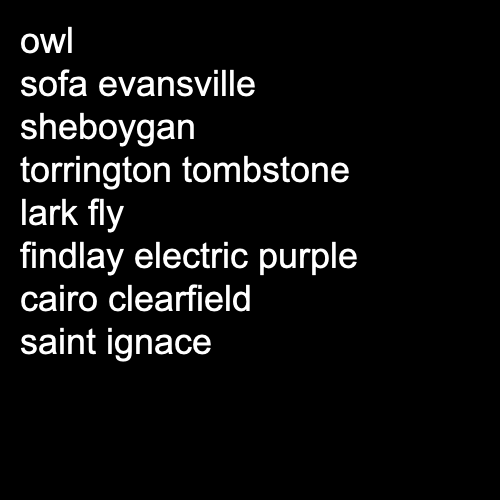 owl
sofa evansville
sheboygan
torrington tombstone
lark fly
findlay electric purple
cairo clearfield
saint ignace